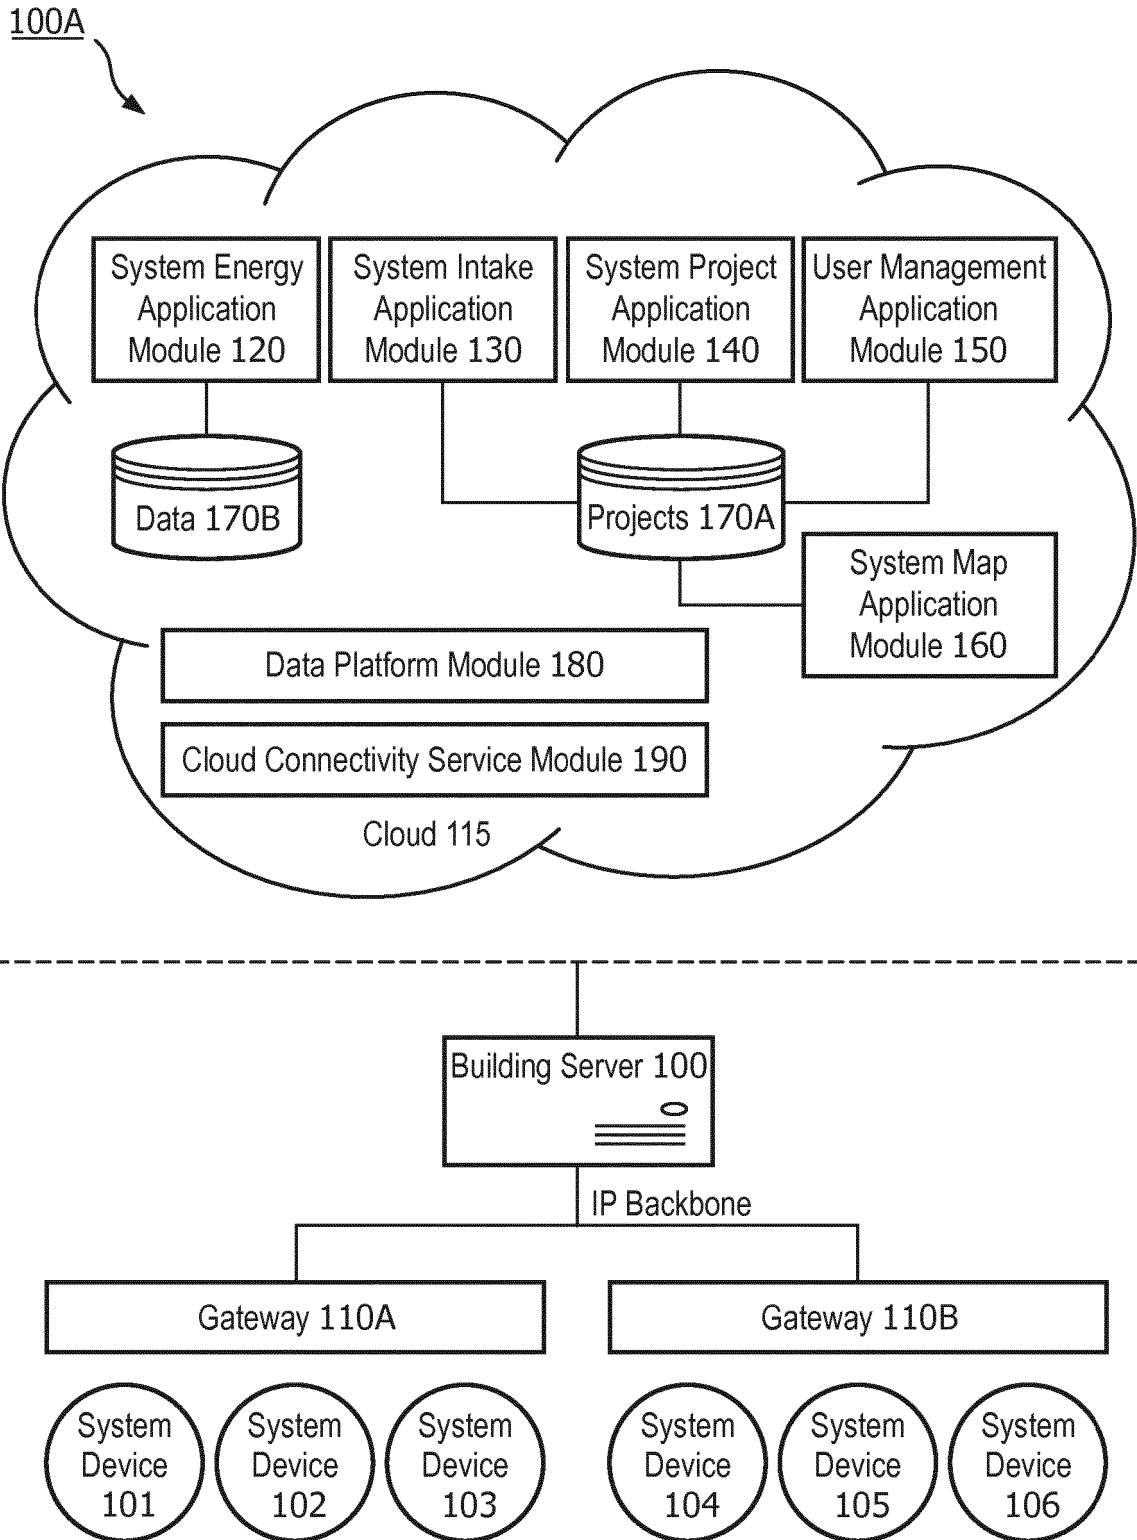 100A
System Energy
Application
Module 120
System Intake
Application
Module 130
System Project
Application
Module 140
User Management
Application
Module 150
Data 170B
Projects 170A
System Map
Application
Module 160
Data Platform Module 180
Cloud Connectivity Service Module 190
Cloud 115
Building Server 100
IP Backbone
Gateway 110A
Gateway 110B
System
Device
101
System
Device
102
System
Device
103
System
Device
104
System
Device
105
System
Device
106